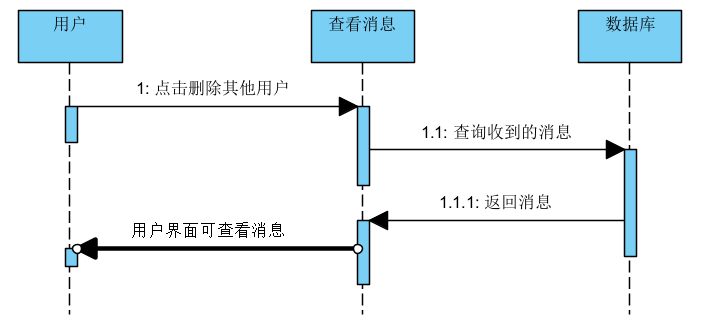 用户
查看消息
数据库
1: 点击删除其他用户
1.1: 查询收到的消息
1.1.1: 返回消息
用户界面可查看消息